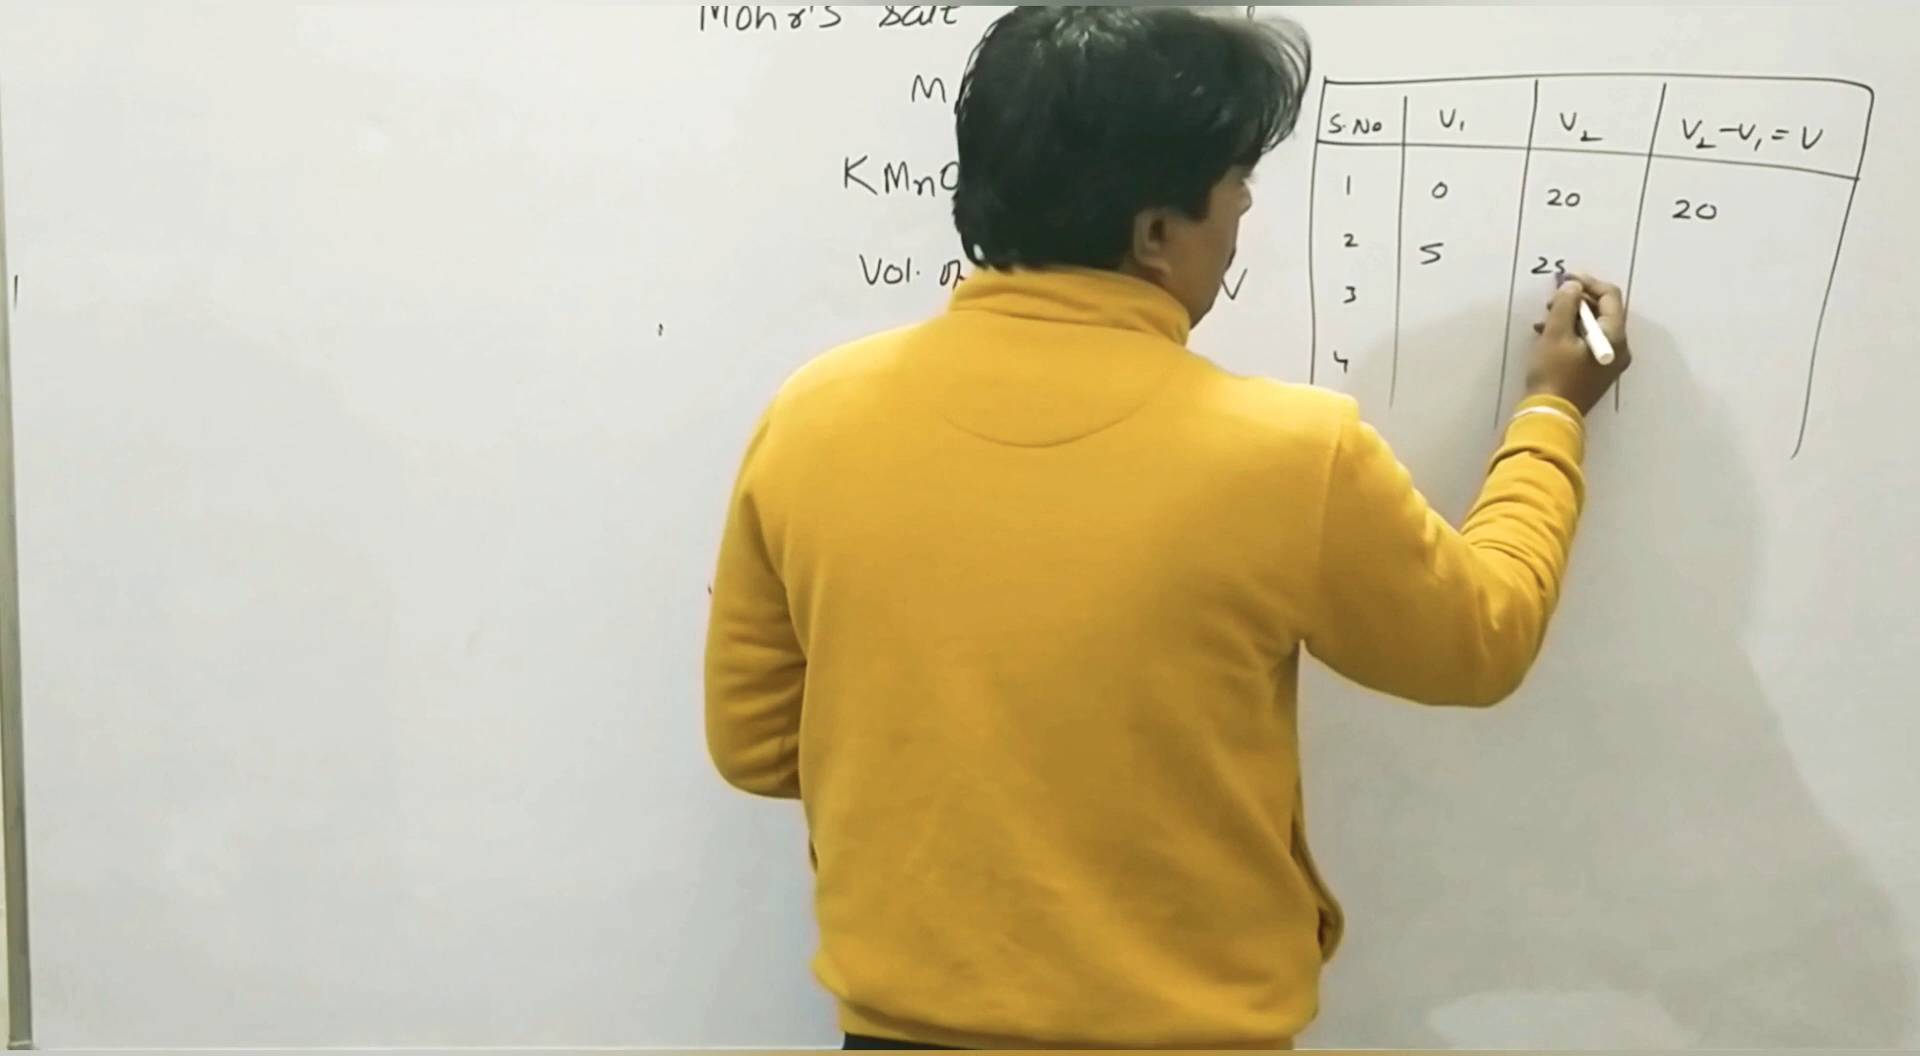 Mohr's salt
M
KMnO
Vol. of
V
S.No V₁ V₂ V₂-V₁=V
1 0 20 20
2 5 25
3
4